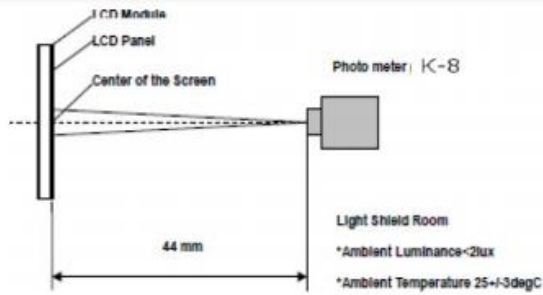 LCD Module
LCD Panel
Center of the Screen
Photo meter K-8
44 mm
Light Shield Room
*Ambient Luminance<2lux
*Ambient Temperature 25+/-3degC